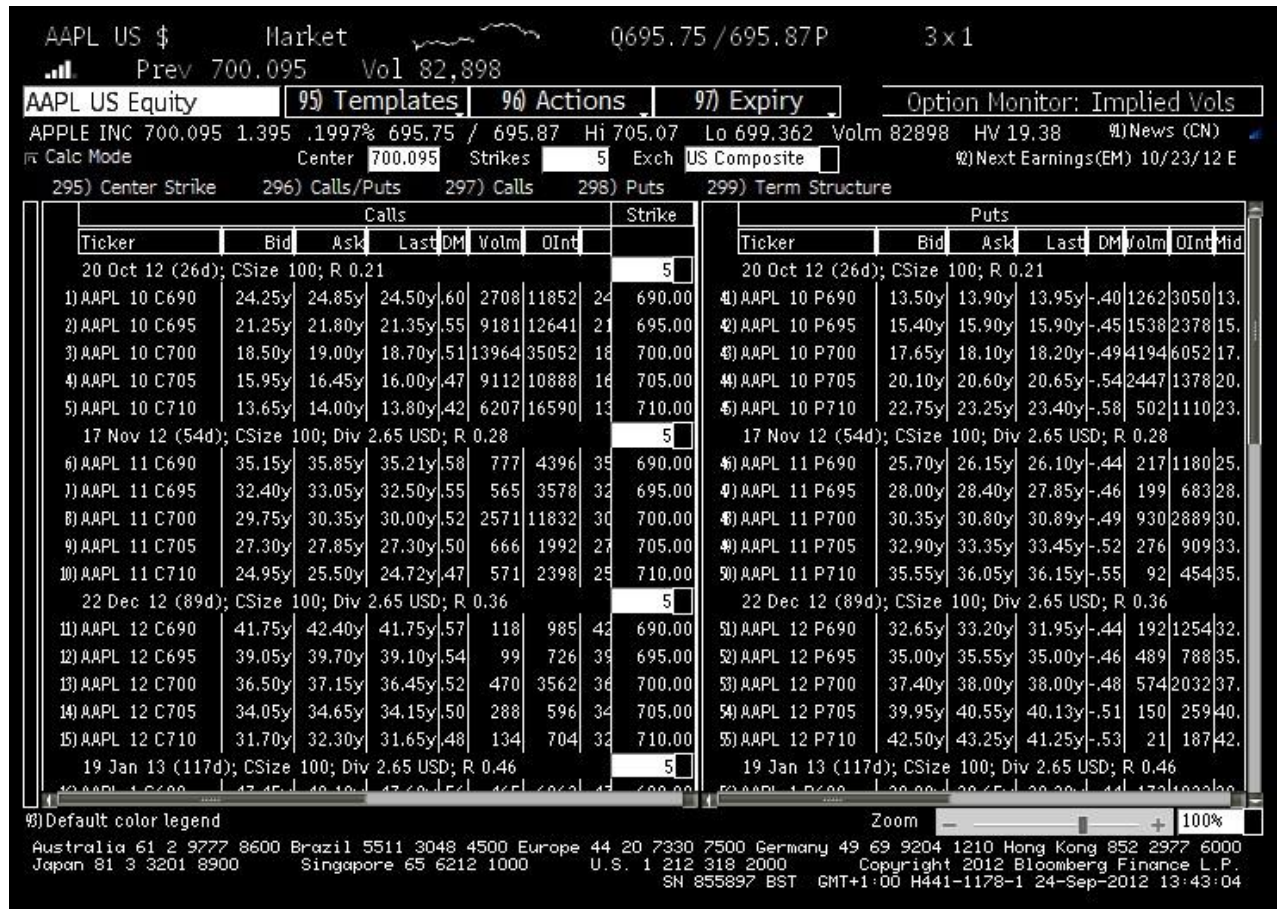 AAPL US $ Market Q695.75/695.87P 3x1
Prev 700.095 Vol 82,898
AAPL US Equity 95) Templates 96) Actions 97) Expiry Option Monitor: Implied Vols
APPLE INC 700.095 1.395 .1997% 695.75 / 695.87 Hi 705.07 Lo 699.362 Volm 82898 HV 19.38 91) News (CN)
Calc Mode Center 700.095 Strikes 5 Exch US Composite 92) Next Earnings(EM) 10/23/12 E
295) Center Strike 296) Calls/Puts 297) Calls 298) Puts 299) Term Structure
Calls Strike Puts
Ticker Bid Ask Last DM Volm OInt Ticker Bid Ask Last DM Volm OInt Mid
20 Oct 12 (26d); CSize 100; R 0.21 5 20 Oct 12 (26d); CSize 100; R 0.21
1) AAPL 10 C690 24.25y 24.85y 24.50y .60 2708 11852 24 690.00 41) AAPL 10 P690 13.50y 13.90y 13.95y -.40 1262 3050 13.
2) AAPL 10 C695 21.25y 21.80y 21.35y .55 9181 12641 21 695.00 42) AAPL 10 P695 15.40y 15.90y 15.90y -.45 1538 2378 15.
3) AAPL 10 C700 18.50y 19.00y 18.70y .51 13964 35052 18 700.00 43) AAPL 10 P700 17.65y 18.10y 18.20y -.49 4194 6052 17.
4) AAPL 10 C705 15.95y 16.45y 16.00y .47 9112 10888 16 705.00 44) AAPL 10 P705 20.10y 20.60y 20.65y -.54 2447 1378 20.
5) AAPL 10 C710 13.65y 14.00y 13.80y .42 6207 16590 13 710.00 45) AAPL 10 P710 22.75y 23.25y 23.40y -.58 502 1110 23.
17 Nov 12 (54d); CSize 100; Div 2.65 USD; R 0.28 5 17 Nov 12 (54d); CSize 100; Div 2.65 USD; R 0.28
6) AAPL 11 C690 35.15y 35.85y 35.21y .58 777 4396 35 690.00 46) AAPL 11 P690 25.70y 26.15y 26.10y -.44 217 1180 25.
7) AAPL 11 C695 32.40y 33.05y 32.50y .55 565 3578 32 695.00 47) AAPL 11 P695 28.00y 28.40y 27.85y -.46 199 683 28.
8) AAPL 11 C700 29.75y 30.35y 30.00y .52 2571 11832 30 700.00 48) AAPL 11 P700 30.35y 30.80y 30.89y -.49 930 2889 30.
9) AAPL 11 C705 27.30y 27.85y 27.30y .50 666 1992 27 705.00 49) AAPL 11 P705 32.90y 33.35y 33.45y -.52 276 909 33.
10) AAPL 11 C710 24.95y 25.50y 24.72y .47 571 2398 25 710.00 50) AAPL 11 P710 35.55y 36.05y 36.15y -.55 92 454 35.
22 Dec 12 (89d); CSize 100; Div 2.65 USD; R 0.36 5 22 Dec 12 (89d); CSize 100; Div 2.65 USD; R 0.36
11) AAPL 12 C690 41.75y 42.40y 41.75y .57 118 985 42 690.00 51) AAPL 12 P690 32.65y 33.20y 31.95y -.44 192 1254 32.
12) AAPL 12 C695 39.05y 39.70y 39.10y .54 99 726 39 695.00 52) AAPL 12 P695 35.00y 35.55y 35.00y -.46 489 788 35.
13) AAPL 12 C700 36.50y 37.15y 36.45y .52 470 3562 36 700.00 53) AAPL 12 P700 37.40y 38.00y 38.00y -.48 574 2032 37.
14) AAPL 12 C705 34.05y 34.65y 34.15y .50 288 596 34 705.00 54) AAPL 12 P705 39.95y 40.55y 40.13y -.51 150 259 40.
15) AAPL 12 C710 31.70y 32.30y 31.65y .48 134 704 32 710.00 55) AAPL 12 P710 42.50y 43.25y 41.25y -.53 21 187 42.
19 Jan 13 (117d); CSize 100; Div 2.65 USD; R 0.46 5 19 Jan 13 (117d); CSize 100; Div 2.65 USD; R 0.46
93) Default color legend Zoom - + 100%
Australia 61 2 9777 8600 Brazil 5511 3048 4500 Europe 44 20 7330 7500 Germany 49 69 9204 1210 Hong Kong 852 2977 6000
Japan 81 3 3201 8900 Singapore 65 6212 1000 U.S. 1 212 318 2000 Copyright 2012 Bloomberg Finance L.P.
SN 855897 BST GMT+1:00 H441-1178-1 24-Sep-2012 13:43:04